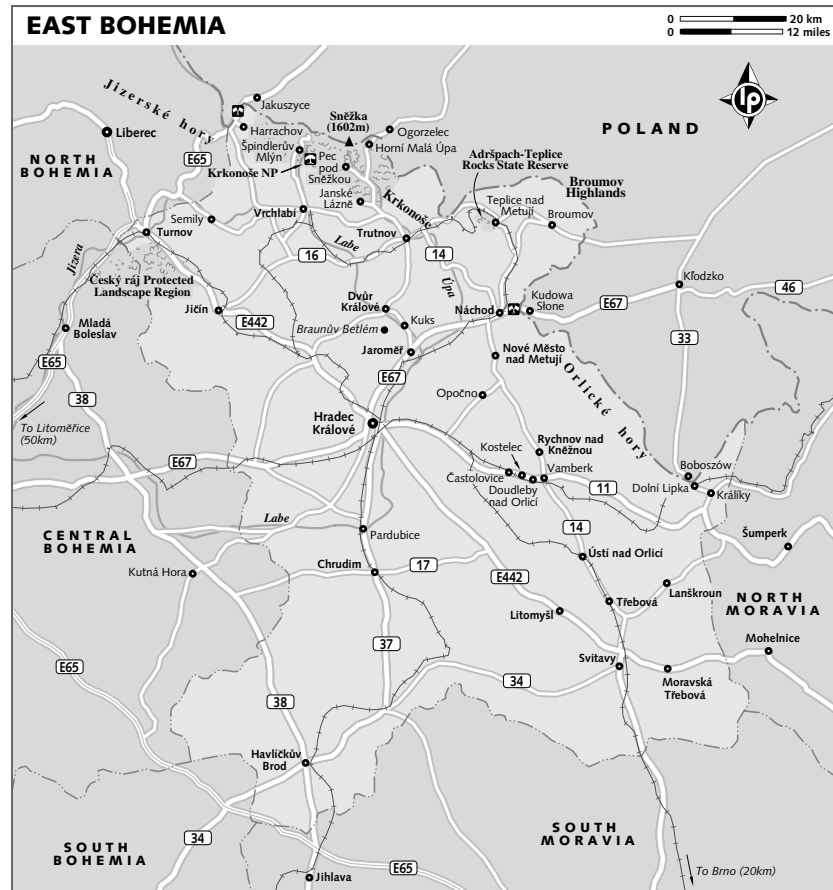 EAST BOHEMIA
0 20 km
0 12 miles
lp
Jizerské hory
Jakuszyce
Liberec
Harrachov
Sněžka
(1602m)
Ogorzelec
POLAND
NORTH
BOHEMIA
E65
Špindlerův
Mlýn
Horní Malá Úpa
Krkonoše NP
Pec
pod
Sněžkou
Adršpach-Teplice
Rocks State Reserve
Janské
Lázně
Krkonoše
Broumov
Highlands
Teplice nad
Metují
Broumov
Semily
Vrchlabí
Turnov
Trutnov
Labe
16
14
Jizera
Český ráj Protected
Landscape Region
Úpa
Kľodzko
46
Dvůr
Králové
Kudowa
Słone
E67
Jičín
Náchod
E442
Kuks
Braunův Betlém
Mladá
Boleslav
33
Jaroměř
Nové Město
nad Metují
E65
E65
E67
38
Opočno
Orlické hory
To Litoměřice
(50km)
Hradec
Králové
Rychnov nad
Kněžnou
Kostelec
E67
Vamberk
Boboszów
Častolovice
Doudleby
nad Orlicí
11
Dolní Lipka
Králíky
Labe
14
CENTRAL
BOHEMIA
Pardubice
Šumperk
Ústí nad Orlicí
Kutná Hora
Chrudim
17
E442
Lanškroun
NORTH
MORAVIA
Litomyšl
Třebová
Mohelnice
37
E65
Svitavy
34
Moravská
Třebová
38
Havlíčkův
Brod
34
SOUTH
BOHEMIA
SOUTH
MORAVIA
E65
To Brno (20km)
Jihlava